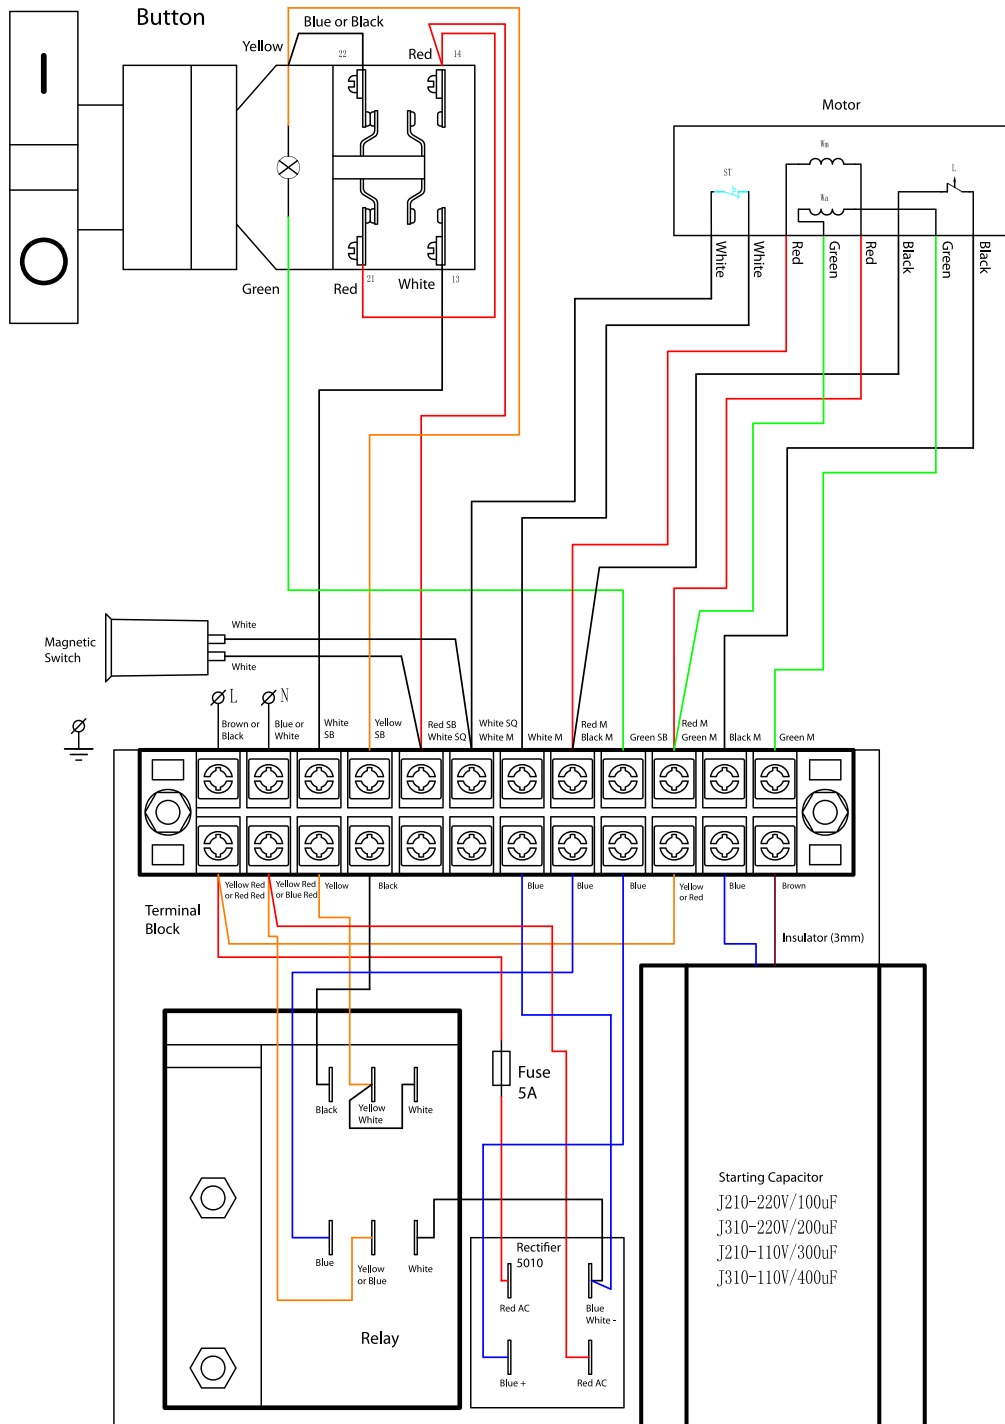 Button
Blue or Black
Yellow
22
Red
14
Green
Red
21
White
13
Motor
Wm
ST
Wa
L
White
White
Red
Green
Red
Black
Green
Black
Magnetic
Switch
White
White
L
N
Brown or
Black
Blue or
White
White
SB
Yellow
SB
Red SB
White SQ
White SQ
White M
White M
Red M
Black M
Green SB
Red M
Green M
Black M
Green M
Terminal
Block
Yellow Red
or Red Red
Yellow Red
or Blue Red
Yellow
Black
Blue
Blue
Blue
Yellow
or Red
Blue
Brown
Insulator (3mm)
Fuse
5A
Black
Yellow
White
White
Blue
Yellow
or Blue
White
Relay
Rectifier
5010
Red AC
Blue
White -
Blue +
Red AC
Starting Capacitor
J210-220V/100uF
J310-220V/200uF
J210-110V/300uF
J310-110V/400uF